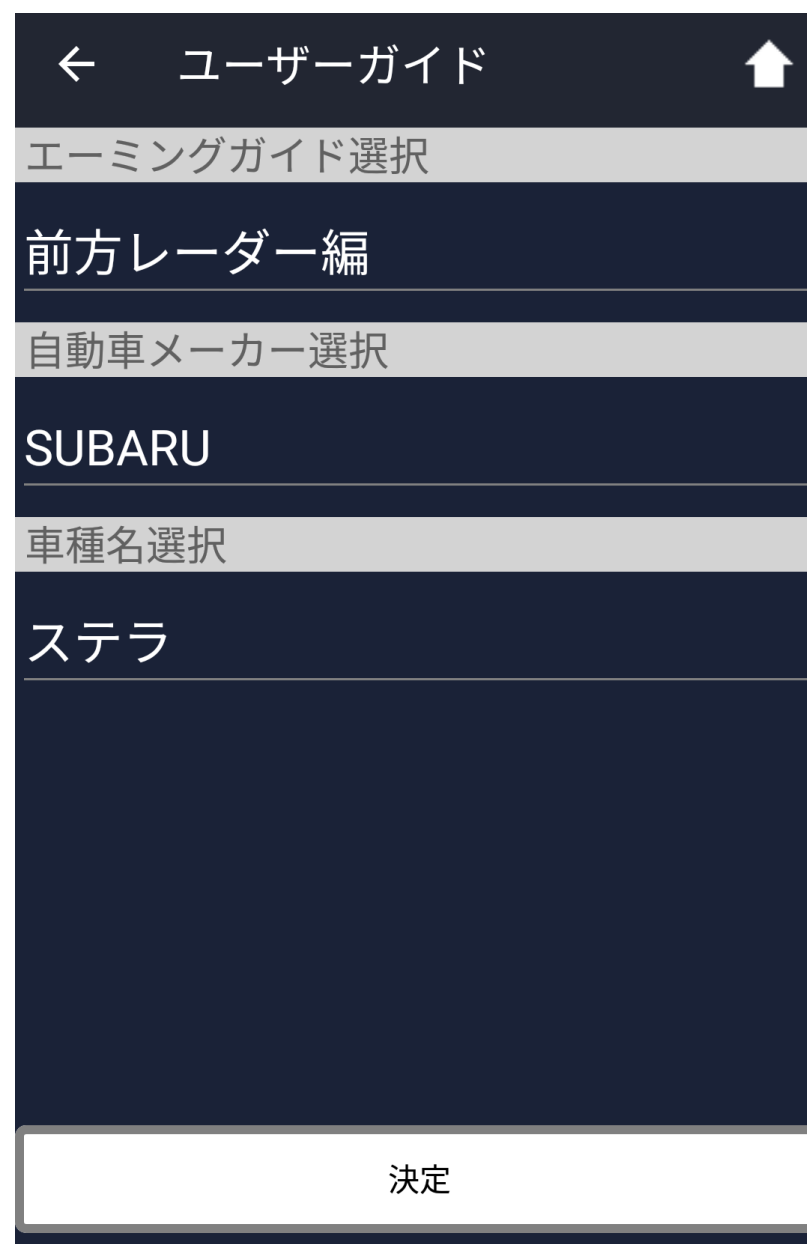 ユーザーガイド
エーミングガイド選択
前方レーダー編
自動車メーカー選択
SUBARU
車種名選択
ステラ
決定